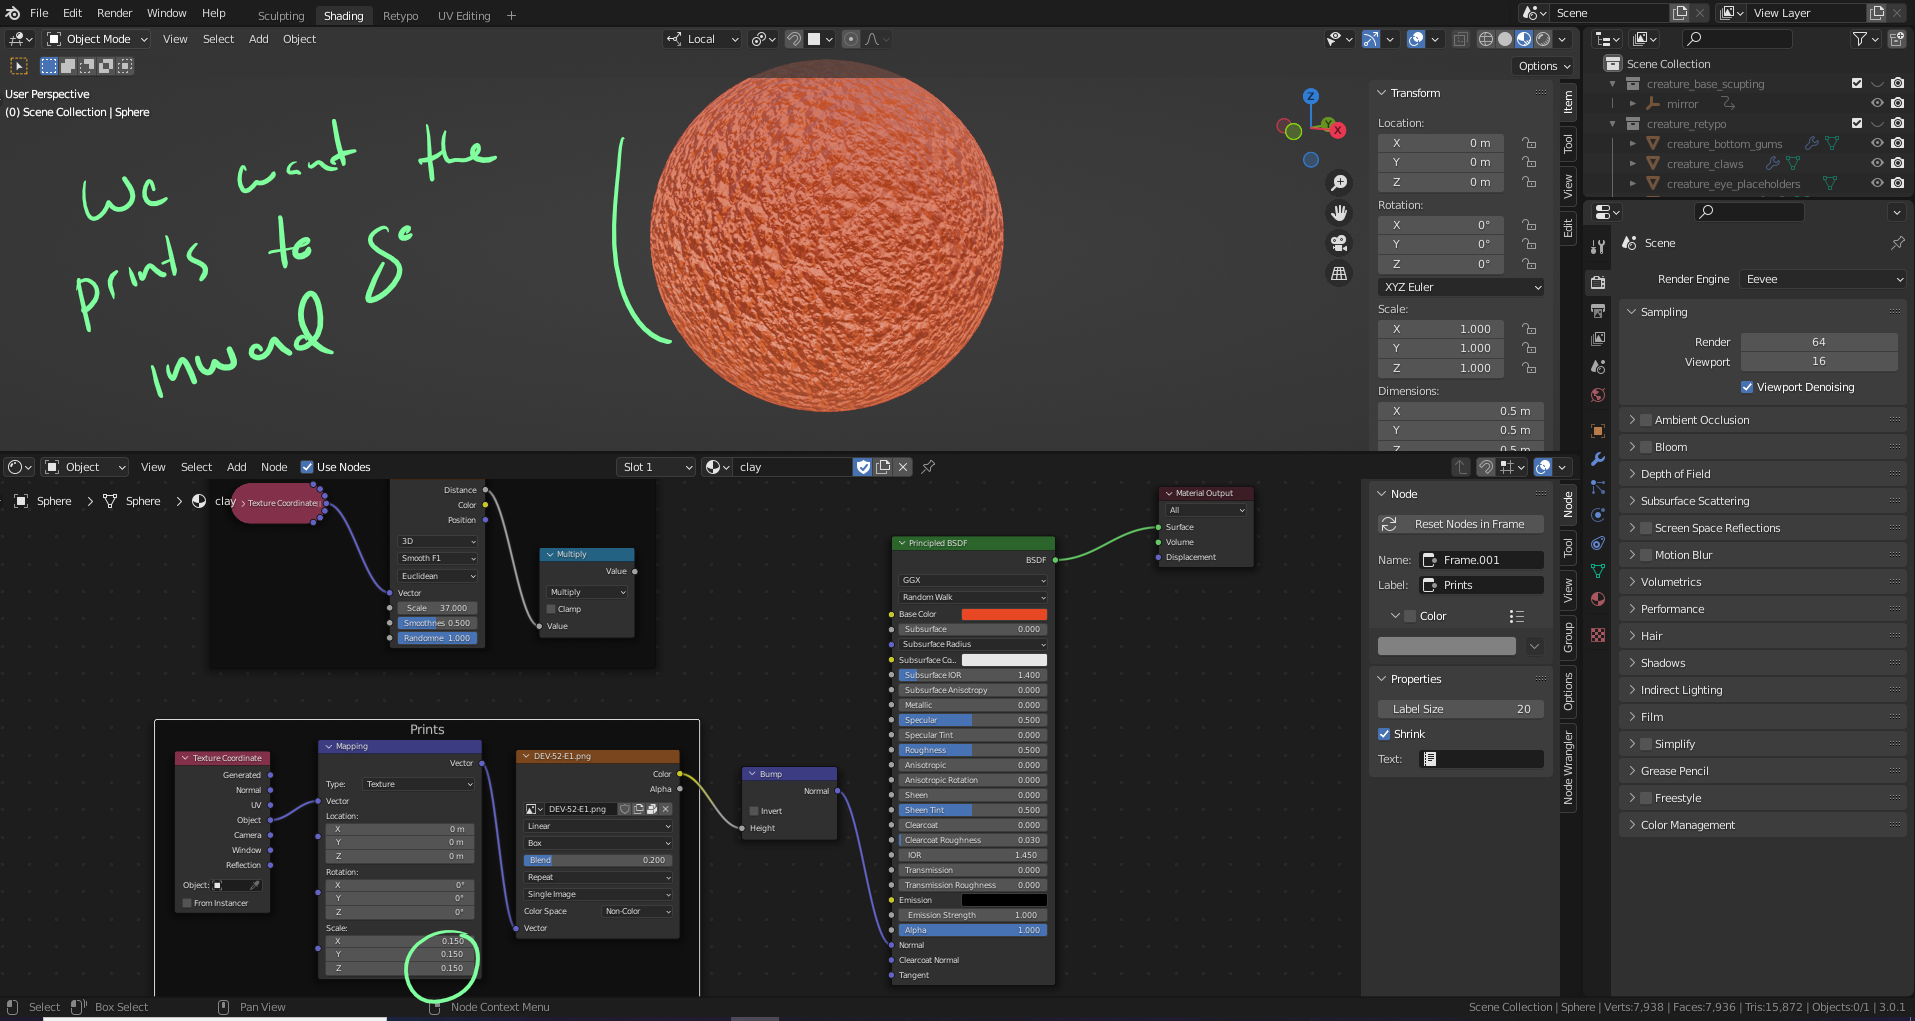 File Edit Render Window Help Sculpting Shading Retypo UV Editing + Scene View Layer
Object Mode View Select Add Object Local
Options
User Perspective
(0) Scene Collection | Sphere
We want the
prints to go
inward
Z
Y
X
Transform
Location:
X 0 m
Y 0 m
Z 0 m
Rotation:
X 0°
Y 0°
Z 0°
XYZ Euler
Scale:
X 1.000
Y 1.000
Z 1.000
Dimensions:
X 0.5 m
Y 0.5 m
Z 0.5 m
Item
Tool
View
Edit
Scene Collection
creature_base_scupting
mirror
creature_retypo
creature_bottom_gums
creature_claws
creature_eye_placeholders
Scene
Render Engine Eevee
Sampling
Render 64
Viewport 16
Viewport Denoising
Ambient Occlusion
Bloom
Depth of Field
Subsurface Scattering
Screen Space Reflections
Motion Blur
Volumetrics
Performance
Hair
Shadows
Indirect Lighting
Film
Simplify
Grease Pencil
Freestyle
Color Management
Object View Select Add Node Use Nodes Slot 1 clay
Sphere > Sphere > clay
Texture Coordinate
Distance
Color
Position
3D
Smooth F1
Euclidean
Vector
Scale 37.000
Smoothnes 0.500
Randomne 1.000
Multiply
Value
Multiply
Clamp
Value
Prints
Texture Coordinate
Generated
Normal
UV
Object
Camera
Window
Reflection
Object:
From Instancer
Mapping
Vector
Type: Texture
Vector
Location:
X 0 m
Y 0 m
Z 0 m
Rotation:
X 0°
Y 0°
Z 0°
Scale:
X 0.150
Y 0.150
Z 0.150
DEV-52-E1.png
Color
Alpha
DEV-52-E1.png
Linear
Box
Blend 0.200
Repeat
Single Image
Color Space Non-Color
Vector
Bump
Normal
Invert
Height
Principled BSDF
BSDF
GGX
Random Walk
Base Color
Subsurface 0.000
Subsurface Radius
Subsurface Co..
Subsurface IOR 1.400
Subsurface Anisotropy 0.000
Metallic 0.000
Specular 0.500
Specular Tint 0.000
Roughness 0.500
Anisotropic 0.000
Anisotropic Rotation 0.000
Sheen 0.000
Sheen Tint 0.500
Clearcoat 0.000
Clearcoat Roughness 0.030
IOR 1.450
Transmission 0.000
Transmission Roughness 0.000
Emission
Emission Strength 1.000
Alpha 1.000
Normal
Clearcoat Normal
Tangent
Material Output
All
Surface
Volume
Displacement
Node
Reset Nodes in Frame
Name: Frame.001
Label: Prints
Color
Properties
Label Size 20
Shrink
Text:
Node
Tool
View
Group
Options
Node Wrangler
Select Box Select Pan View Node Context Menu Scene Collection | Sphere | Verts:7,938 | Faces:7,936 | Tris:15,872 | Objects:0/1 | 3.0.1